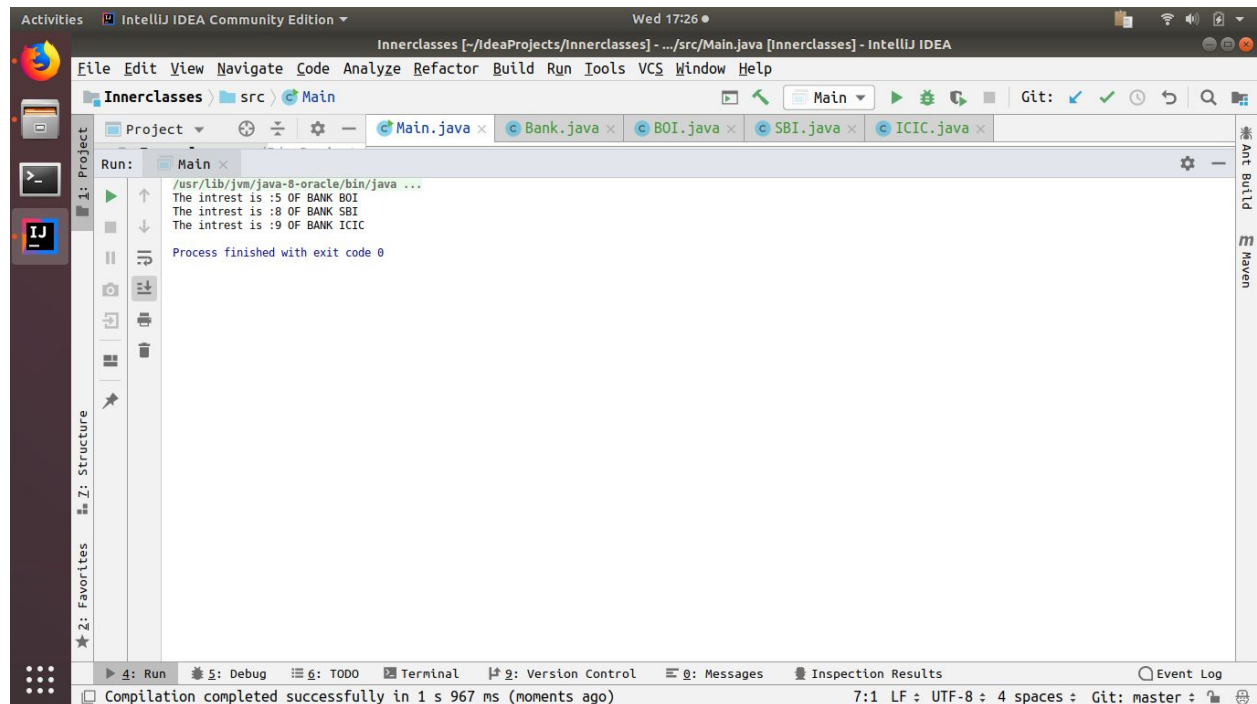 Activities IntelliJ IDEA Community Edition Wed 17:26
Innerclasses [~/IdeaProjects/Innerclasses] - .../src/Main.java [Innerclasses] - IntelliJ IDEA
File Edit View Navigate Code Analyze Refactor Build Run Tools VCS Window Help
Innerclasses src Main Main Git:
Project Main.java Bank.java BOI.java SBI.java ICIC.java
Run: Main
/usr/lib/jvm/java-8-oracle/bin/java ...
The intrest is :5 OF BANK BOI
The intrest is :8 OF BANK SBI
The intrest is :9 OF BANK ICIC
Process finished with exit code 0
1: Project
7: Structure
2: Favorites
Ant Build
m Maven
IJ
4: Run 5: Debug 6: TODO Terminal 9: Version Control 0: Messages Inspection Results Event Log
Compilation completed successfully in 1 s 967 ms (moments ago) 7:1 LF UTF-8 4 spaces Git: master